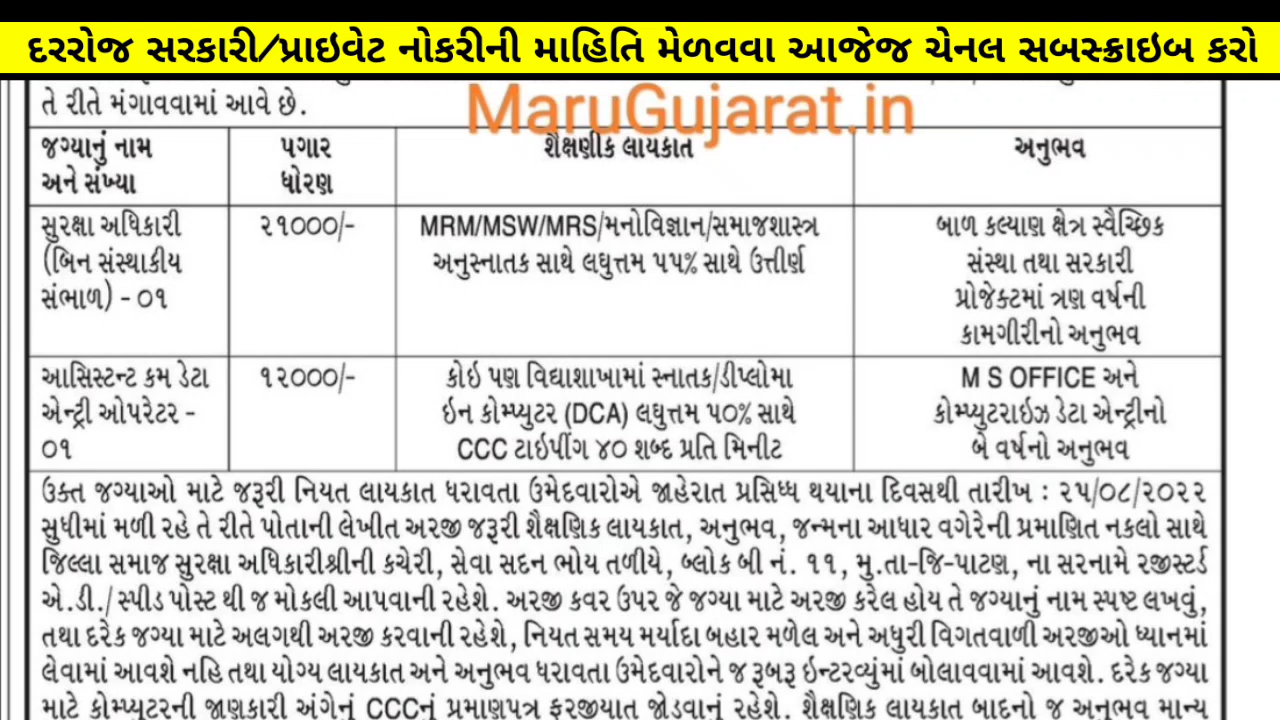 દરરોજ સરકારી/પ્રાઇવેટ નોકરીની માહિતિ મેળવવા આજેજ ચેનલ સબસ્ક્રાઇબ કરો
તે રીતે મંગાવવામાં આવે છે.
MaruGujarat.in
જગ્યાનું નામ
અને સંખ્યા
પગાર
ધોરણ
શૈક્ષણીક લાયકાત
અનુભવ
સુરક્ષા અધિકારી
(બિન સંસ્થાકીય
સંભાળ) - ૦૧
૨૧૦૦૦/-
MRM/MSW/MRS/મનોવિજ્ઞાન/સમાજશાસ્ત્ર
અનુસ્નાતક સાથે લઘુત્તમ ૫૫% સાથે ઉત્તીર્ણ
બાળ કલ્યાણ ક્ષેત્ર સ્વૈચ્છિક
સંસ્થા તથા સરકારી
પ્રોજેક્ટમાં ત્રણ વર્ષની
કામગીરીનો અનુભવ
આસિસ્ટન્ટ કમ ડેટા
એન્ટ્રી ઓપરેટર -
૦૧
૧૨૦૦૦/-
કોઇ પણ વિદ્યાશાખામાં સ્નાતક/ડીપ્લોમા
ઇન કોમ્પ્યુટર (DCA) લઘુત્તમ ૫૦% સાથે
CCC ટાઇપીંગ ૪૦ શબ્દ પ્રતિ મિનીટ
M S OFFICE અને
કોમ્પ્યુટરાઇઝ ડેટા એન્ટ્રીનો
બે વર્ષનો અનુભવ
ઉક્ત જગ્યાઓ માટે જરૂરી નિયત લાયકાત ધરાવતા ઉમેદવારોએ જાહેરાત પ્રસિધ્ધ થયાના દિવસથી તારીખ : ૨૫/૦૮/૨૦૨૨
સુધીમાં મળી રહે તે રીતે પોતાની લેખીત અરજી જરૂરી શૈક્ષણિક લાયકાત, અનુભવ, જન્મના આધાર વગેરેની પ્રમાણિત નકલો સાથે
જિલ્લા સમાજ સુરક્ષા અધિકારીશ્રીની કચેરી, સેવા સદન ભોય તળીયે, બ્લોક બી નં. ૧૧, મુ.તા-જિ-પાટણ, ના સરનામે રજીસ્ટર્ડ
એ.ડી./ સ્પીડ પોસ્ટ થી જ મોકલી આપવાની રહેશે. અરજી કવર ઉપર જે જગ્યા માટે અરજી કરેલ હોય તે જગ્યાનું નામ સ્પષ્ટ લખવું,
તથા દરેક જગ્યા માટે અલગથી અરજી કરવાની રહેશે, નિયત સમય મર્યાદા બહાર મળેલ અને અધુરી વિગતવાળી અરજીઓ ધ્યાનમાં
લેવામાં આવશે નહિ તથા યોગ્ય લાયકાત અને અનુભવ ધરાવતા ઉમેદવારોને જ રૂબરૂ ઇન્ટરવ્યુંમાં બોલાવવામાં આવશે. દરેક જગ્યા
માટે કોમ્પ્યુટરની જાણકારી અંગેનું CCCનું પ્રમાણપત્ર ફરજીયાત જોડવાનું રહેશે. શૈક્ષણિક લાયકાત બાદનો જ અનુભવ માન્ય